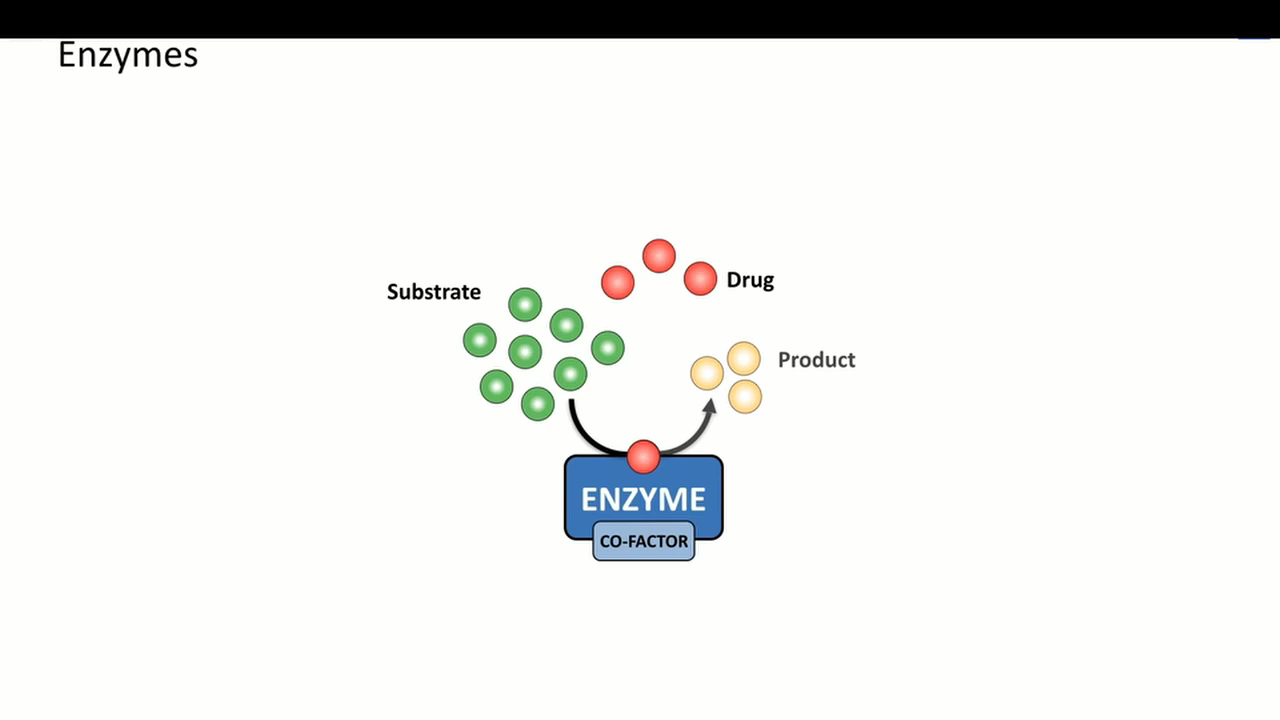 Enzymes
Substrate
Drug
Product
ENZYME
CO-FACTOR